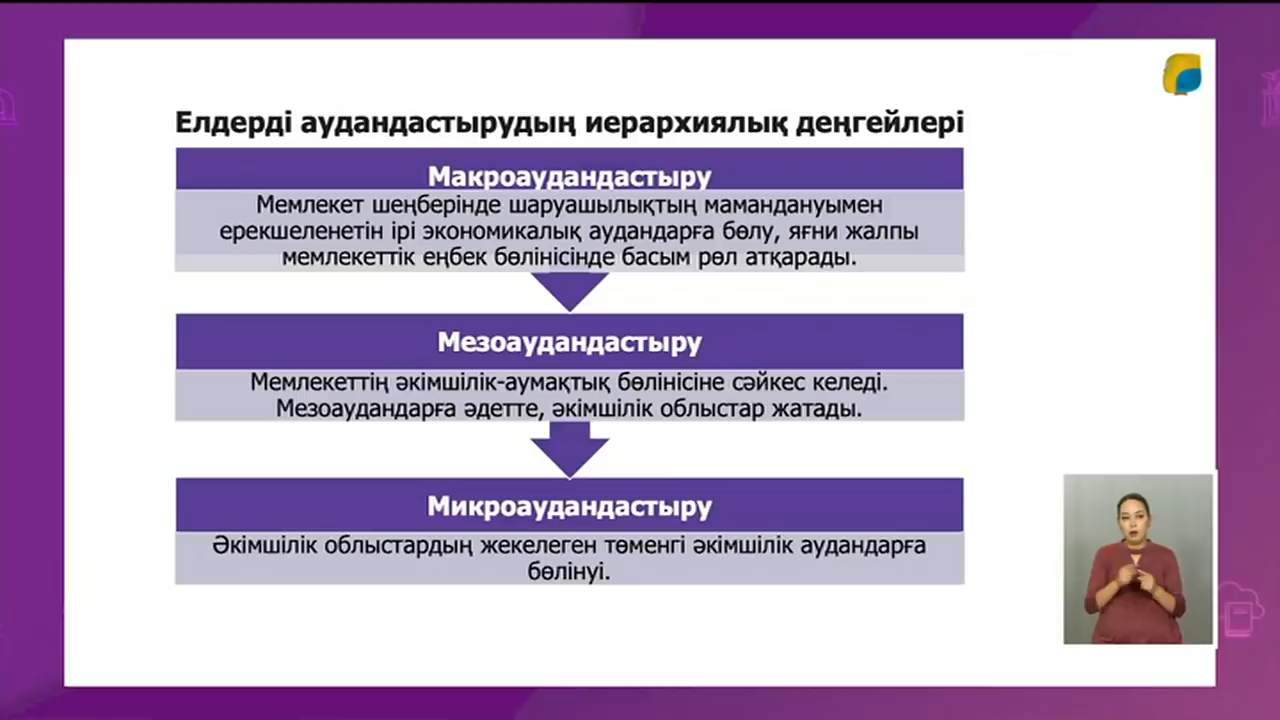 Елдерді аудандастырудың иерархиялық деңгейлері
Макроаудандастыру
Мемлекет шеңберінде шаруашылықтың мамандануымен
ерекшеленетін ірі экономикалық аудандарға бөлу, яғни жалпы
мемлекеттік еңбек бөлінісінде басым рөл атқарады.
Мезоаудандастыру
Мемлекеттің әкімшілік-аумақтық бөлінісіне сәйкес келеді.
Мезоаудандарға әдетте, әкімшілік облыстар жатады.
Микроаудандастыру
Әкімшілік облыстардың жекелеген төменгі әкімшілік аудандарға
бөлінуі.